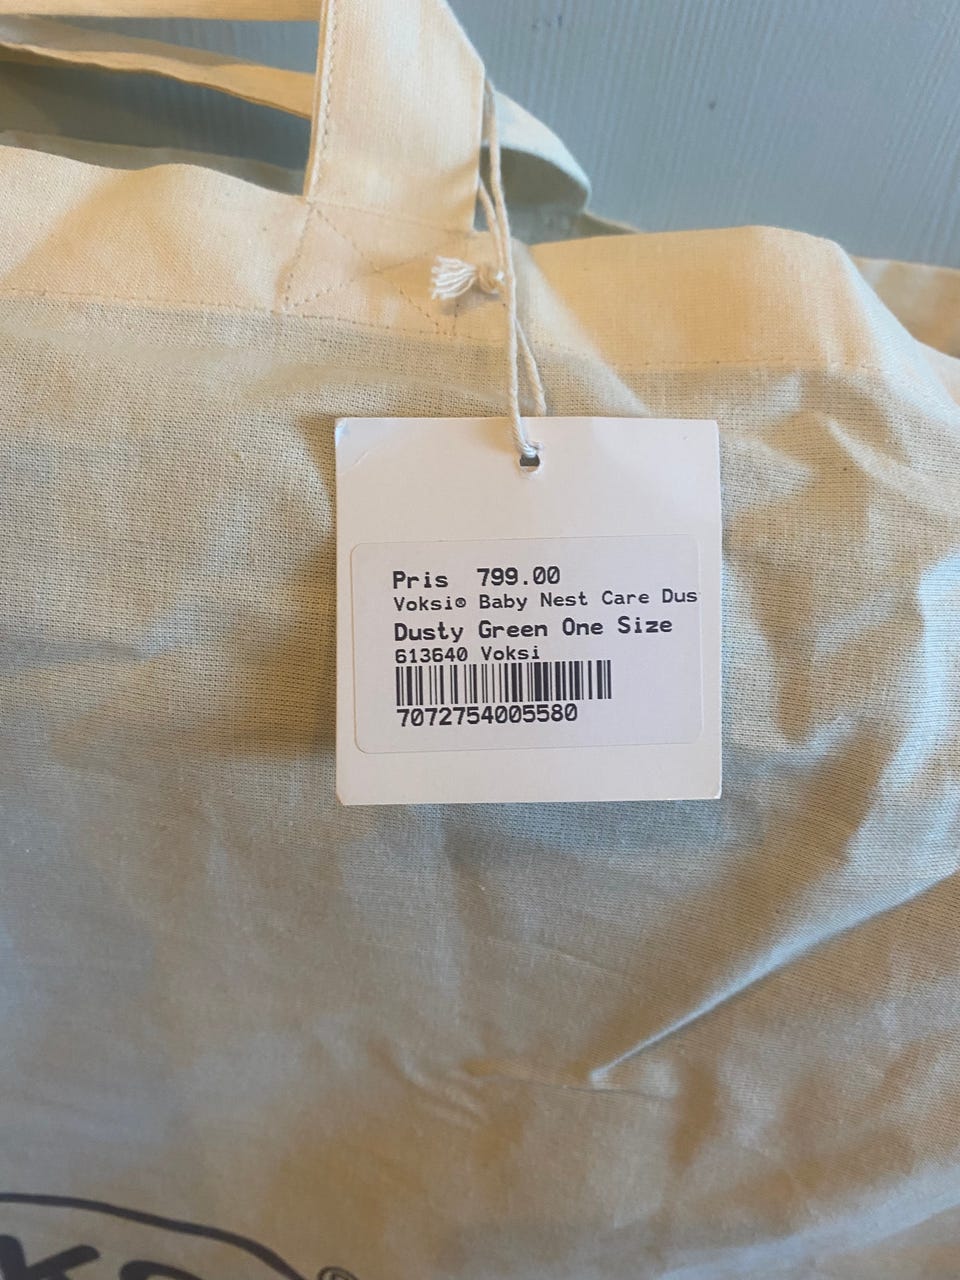 Pris 799.00
Voksi® Baby Nest Care Dus
Dusty Green One Size
613640 Voksi
7072754005580
®